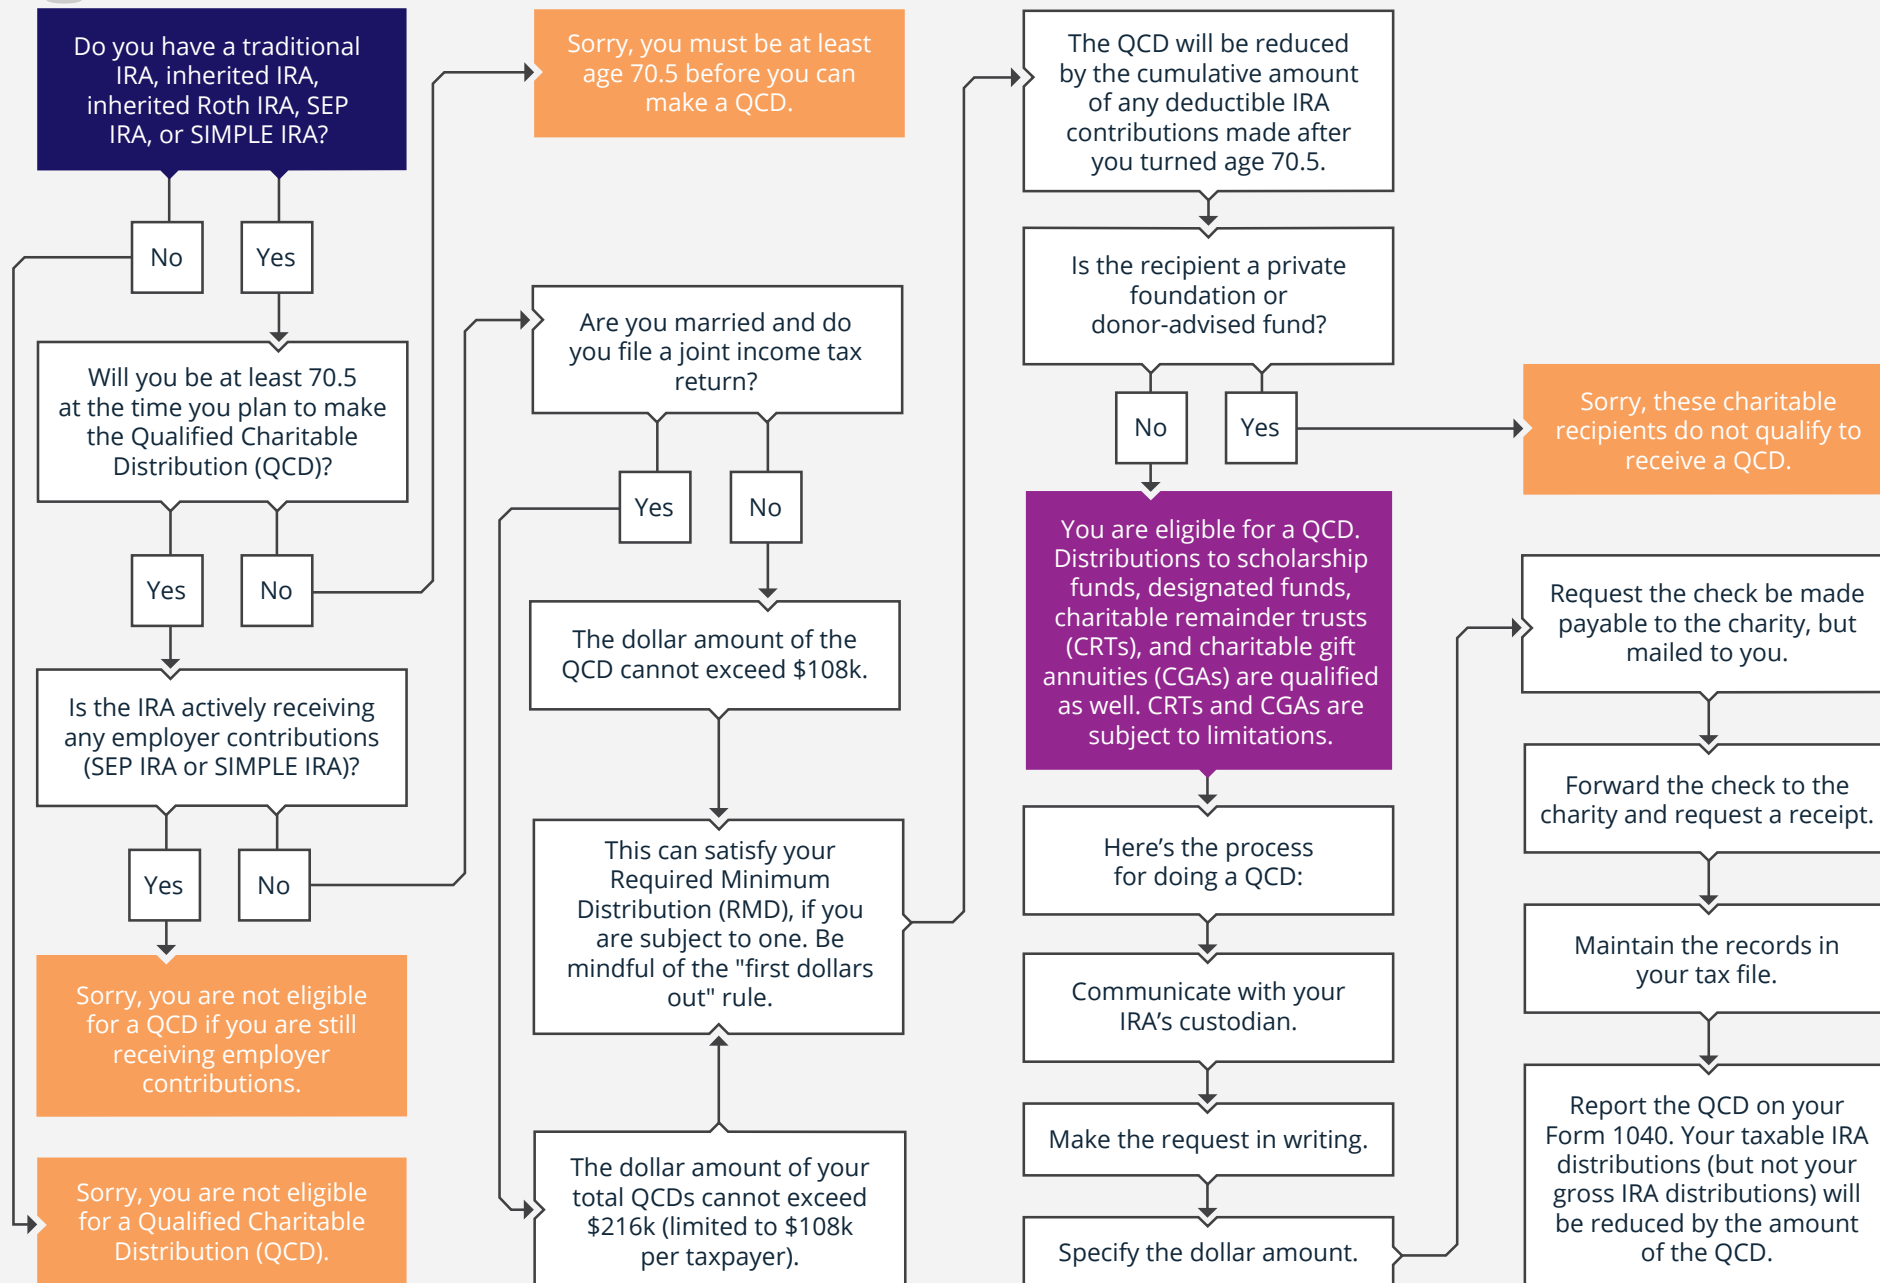 Do you have a traditional
IRA, inherited IRA,
inherited Roth IRA, SEP
IRA, or SIMPLE IRA?
No
Yes
Will you be at least 70.5
at the time you plan to make
the Qualified Charitable
Distribution (QCD)?
Yes
No
Is the IRA actively receiving
any employer contributions
(SEP IRA or SIMPLE IRA)?
Yes
No
Sorry, you are not eligible
for a QCD if you are still
receiving employer
contributions.
Sorry, you are not eligible
for a Qualified Charitable
Distribution (QCD).
Sorry, you must be at least
age 70.5 before you can
make a QCD.
Are you married and do
you file a joint income tax
return?
Yes
No
The dollar amount of the
QCD cannot exceed $108k.
This can satisfy your
Required Minimum
Distribution (RMD), if you
are subject to one. Be
mindful of the "first dollars
out" rule.
The dollar amount of your
total QCDs cannot exceed
$216k (limited to $108k
per taxpayer).
The QCD will be reduced
by the cumulative amount
of any deductible IRA
contributions made after
you turned age 70.5.
Is the recipient a private
foundation or
donor-advised fund?
No
Yes
Sorry, these charitable
recipients do not qualify to
receive a QCD.
You are eligible for a QCD.
Distributions to scholarship
funds, designated funds,
charitable remainder trusts
(CRTs), and charitable gift
annuities (CGAs) are qualified
as well. CRTs and CGAs are
subject to limitations.
Here’s the process
for doing a QCD:
Communicate with your
IRA’s custodian.
Make the request in writing.
Specify the dollar amount.
Request the check be made
payable to the charity, but
mailed to you.
Forward the check to the
charity and request a receipt.
Maintain the records in
your tax file.
Report the QCD on your
Form 1040. Your taxable IRA
distributions (but not your
gross IRA distributions) will
be reduced by the amount
of the QCD.